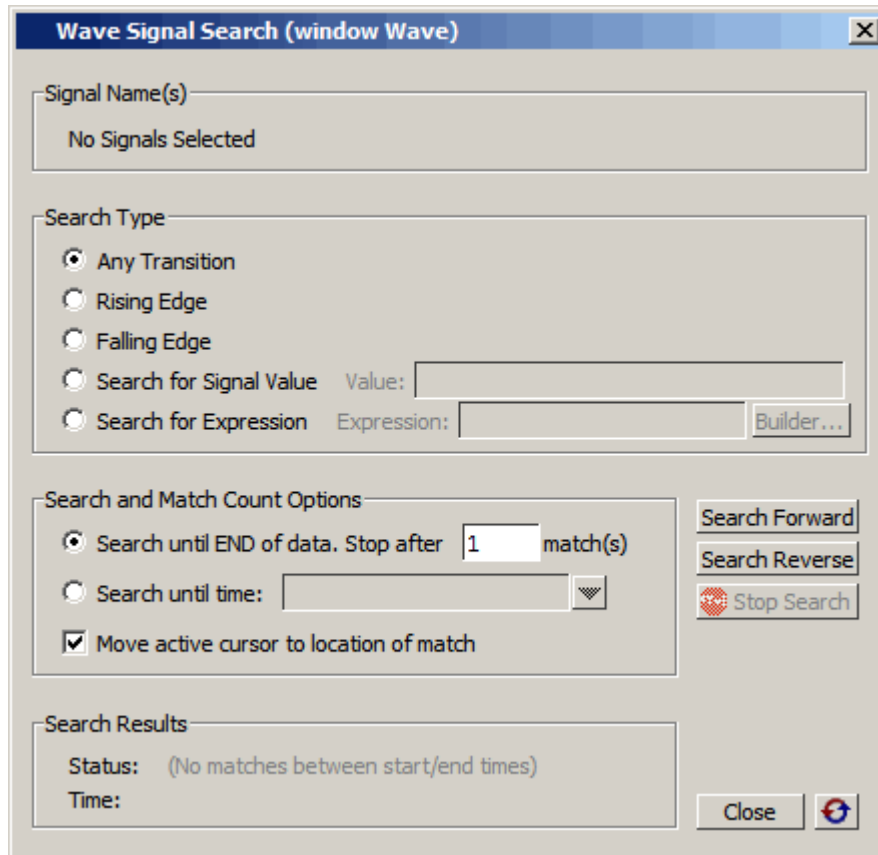 Wave Signal Search (window Wave)
Signal Name(s)
No Signals Selected
Search Type
Any Transition
Rising Edge
Falling Edge
Search for Signal Value Value:
Search for Expression Expression: Builder...
Search and Match Count Options
Search until END of data. Stop after 1 match(s)
Search until time:
Move active cursor to location of match
Search Forward
Search Reverse
Stop Search
Search Results
Status: (No matches between start/end times)
Time:
Close